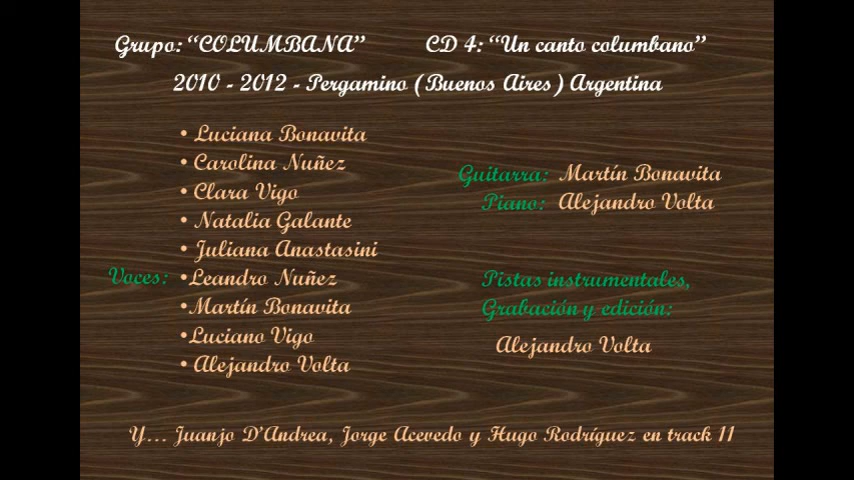 Grupo: “COLUMBANA” CD 4: “Un canto columbano”
2010 - 2012 - Pergamino (Buenos Aires) Argentina
Voces:
• Luciana Bonavita
• Carolina Nuñez
• Clara Vigo
• Natalia Galante
• Juliana Anastasini
•Leandro Nuñez
•Martín Bonavita
•Luciano Vigo
• Alejandro Volta
Guitarra: Martín Bonavita
Piano: Alejandro Volta
Pistas instrumentales,
Grabación y edición:
Alejandro Volta
Y... Juanjo D’Andrea, Jorge Acevedo y Hugo Rodríguez en track 11